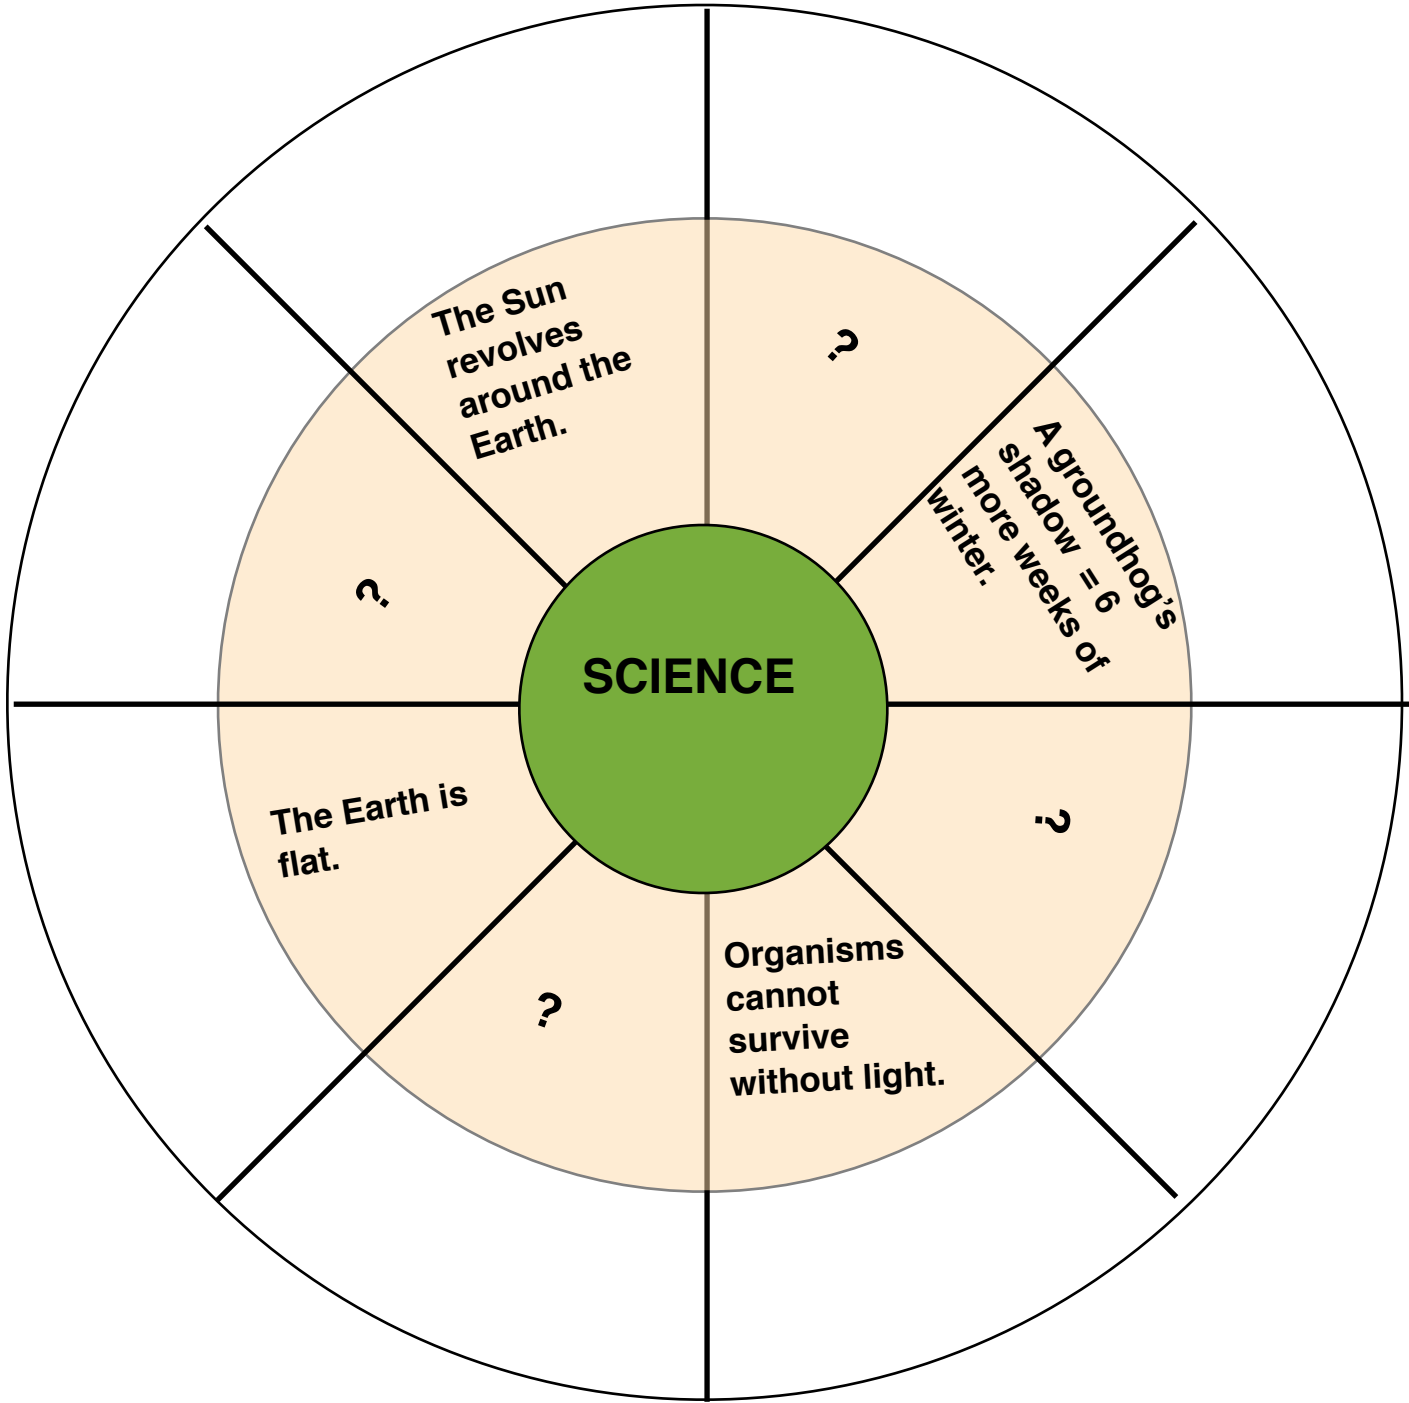 The Sun
revolves
around the
Earth.
?
A groundhog’s
shadow = 6
more weeks of
winter.
?
SCIENCE
?
The Earth is
flat.
?
Organisms
cannot
survive
without light.